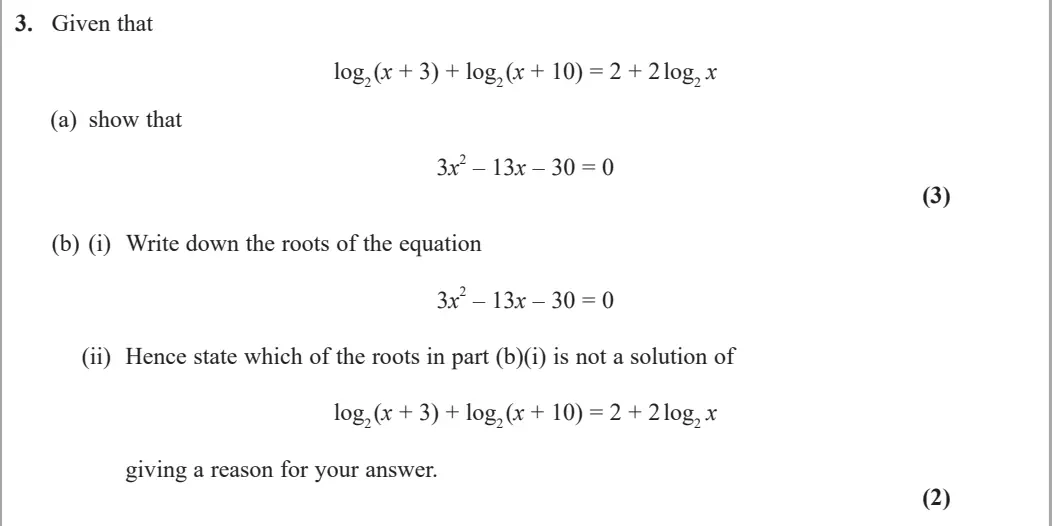 3. Given that
log₂(x + 3) + log₂(x + 10) = 2 + 2log₂ x
(a) show that
3x² – 13x – 30 = 0
(3)
(b) (i) Write down the roots of the equation
3x² – 13x – 30 = 0
(ii) Hence state which of the roots in part (b)(i) is not a solution of
log₂(x + 3) + log₂(x + 10) = 2 + 2log₂ x
giving a reason for your answer.
(2)